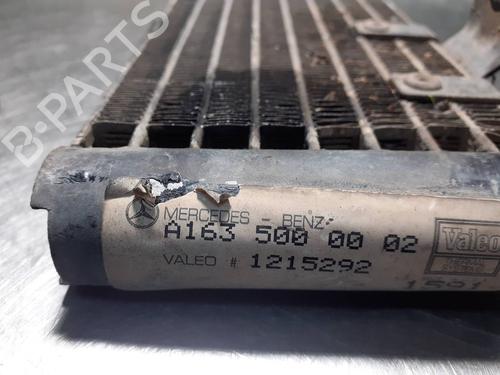 B-PARTS
MERCEDES - BENZ
A163 500 00 02
VALEO # 1215292
Valeo